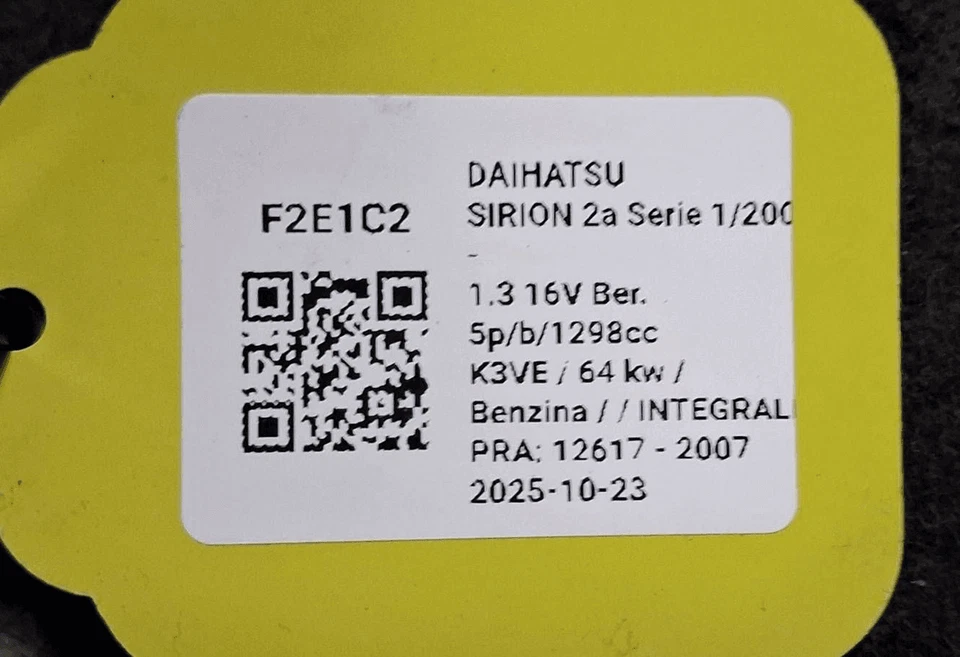 F2E1C2
DAIHATSU
SIRION 2a Serie 1/200
-
1.3 16V Ber.
5p/b/1298cc
K3VE / 64 kw /
Benzina / / INTEGRAL
PRA: 12617 - 2007
2025-10-23